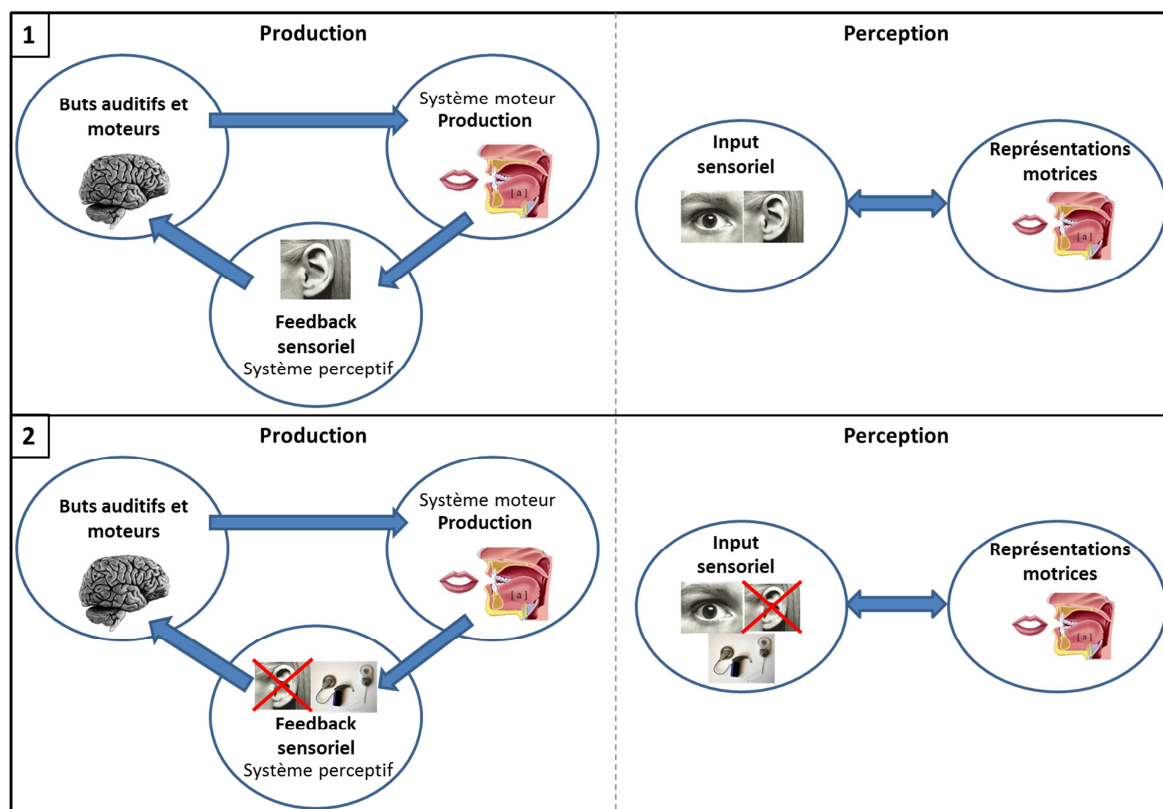 1
Production
Perception
Buts auditifs et
moteurs
Système moteur
Production
[ a ]
Feedback
sensoriel
Système perceptif
Input
sensoriel
Représentations
motrices
[ a ]
2
Production
Perception
Buts auditifs et
moteurs
Système moteur
Production
[ a ]
Feedback
sensoriel
Système perceptif
Input
sensoriel
Représentations
motrices
[ a ]